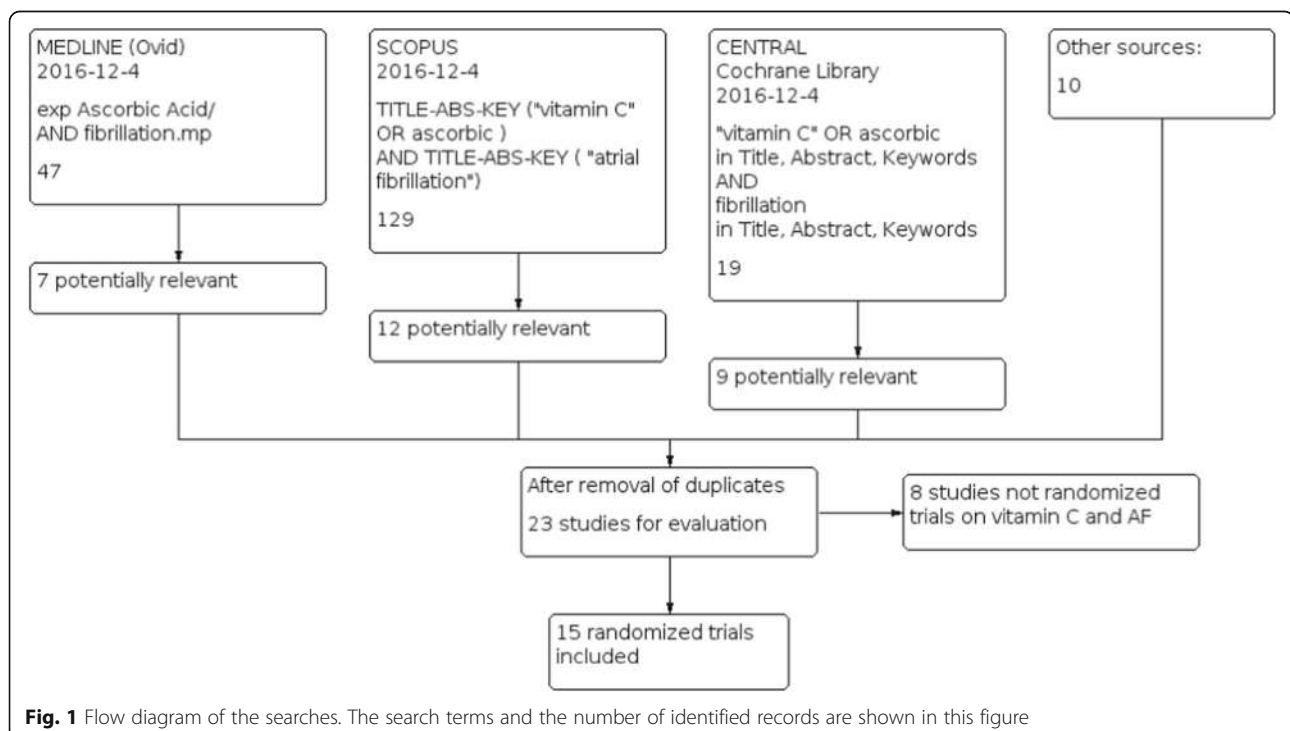 MEDLINE (Ovid)
2016-12-4
exp Ascorbic Acid/
AND fibrillation.mp
47
SCOPUS
2016-12-4
TITLE-ABS-KEY ("vitamin C"
OR ascorbic )
AND TITLE-ABS-KEY ( "atrial
fibrillation")
129
CENTRAL
Cochrane Library
2016-12-4
"vitamin C" OR ascorbic
in Title, Abstract, Keywords
AND
fibrillation
in Title, Abstract, Keywords
19
Other sources:
10
7 potentially relevant
12 potentially relevant
9 potentially relevant
After removal of duplicates
23 studies for evaluation
8 studies not randomized
trials on vitamin C and AF
15 randomized trials
included
Fig. 1 Flow diagram of the searches. The search terms and the number of identified records are shown in this figure